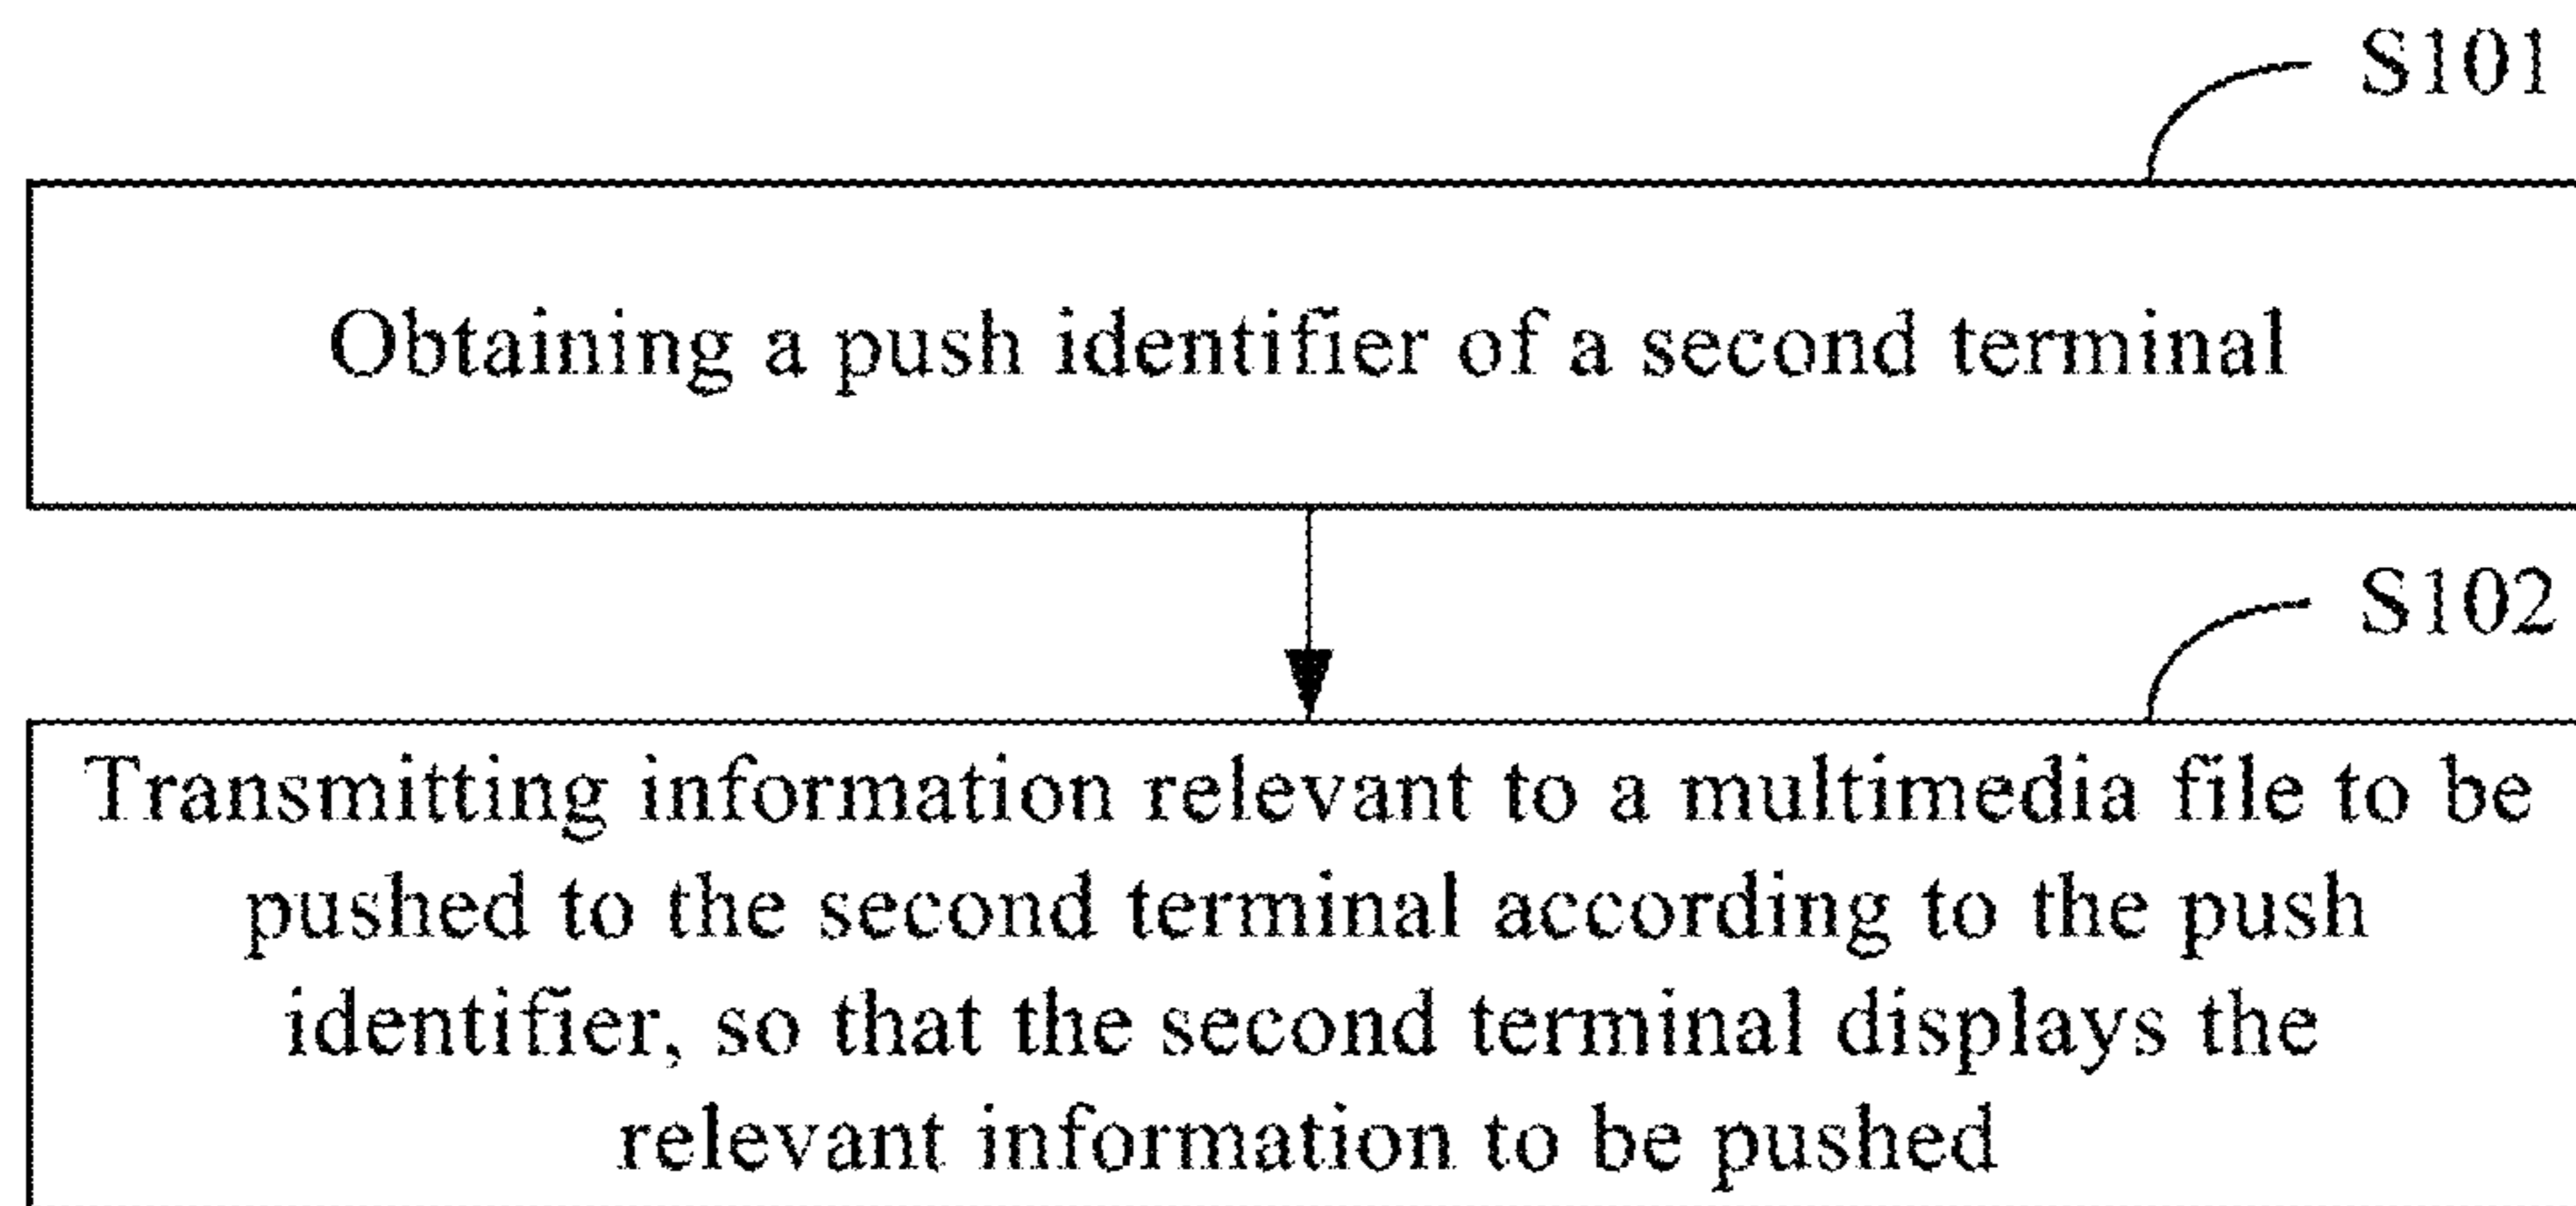 S101
Obtaining a push identifier of a second terminal
S102
Transmitting information relevant to a multimedia file to be
pushed to the second terminal according to the push
identifier, so that the second terminal displays the
relevant information to be pushed